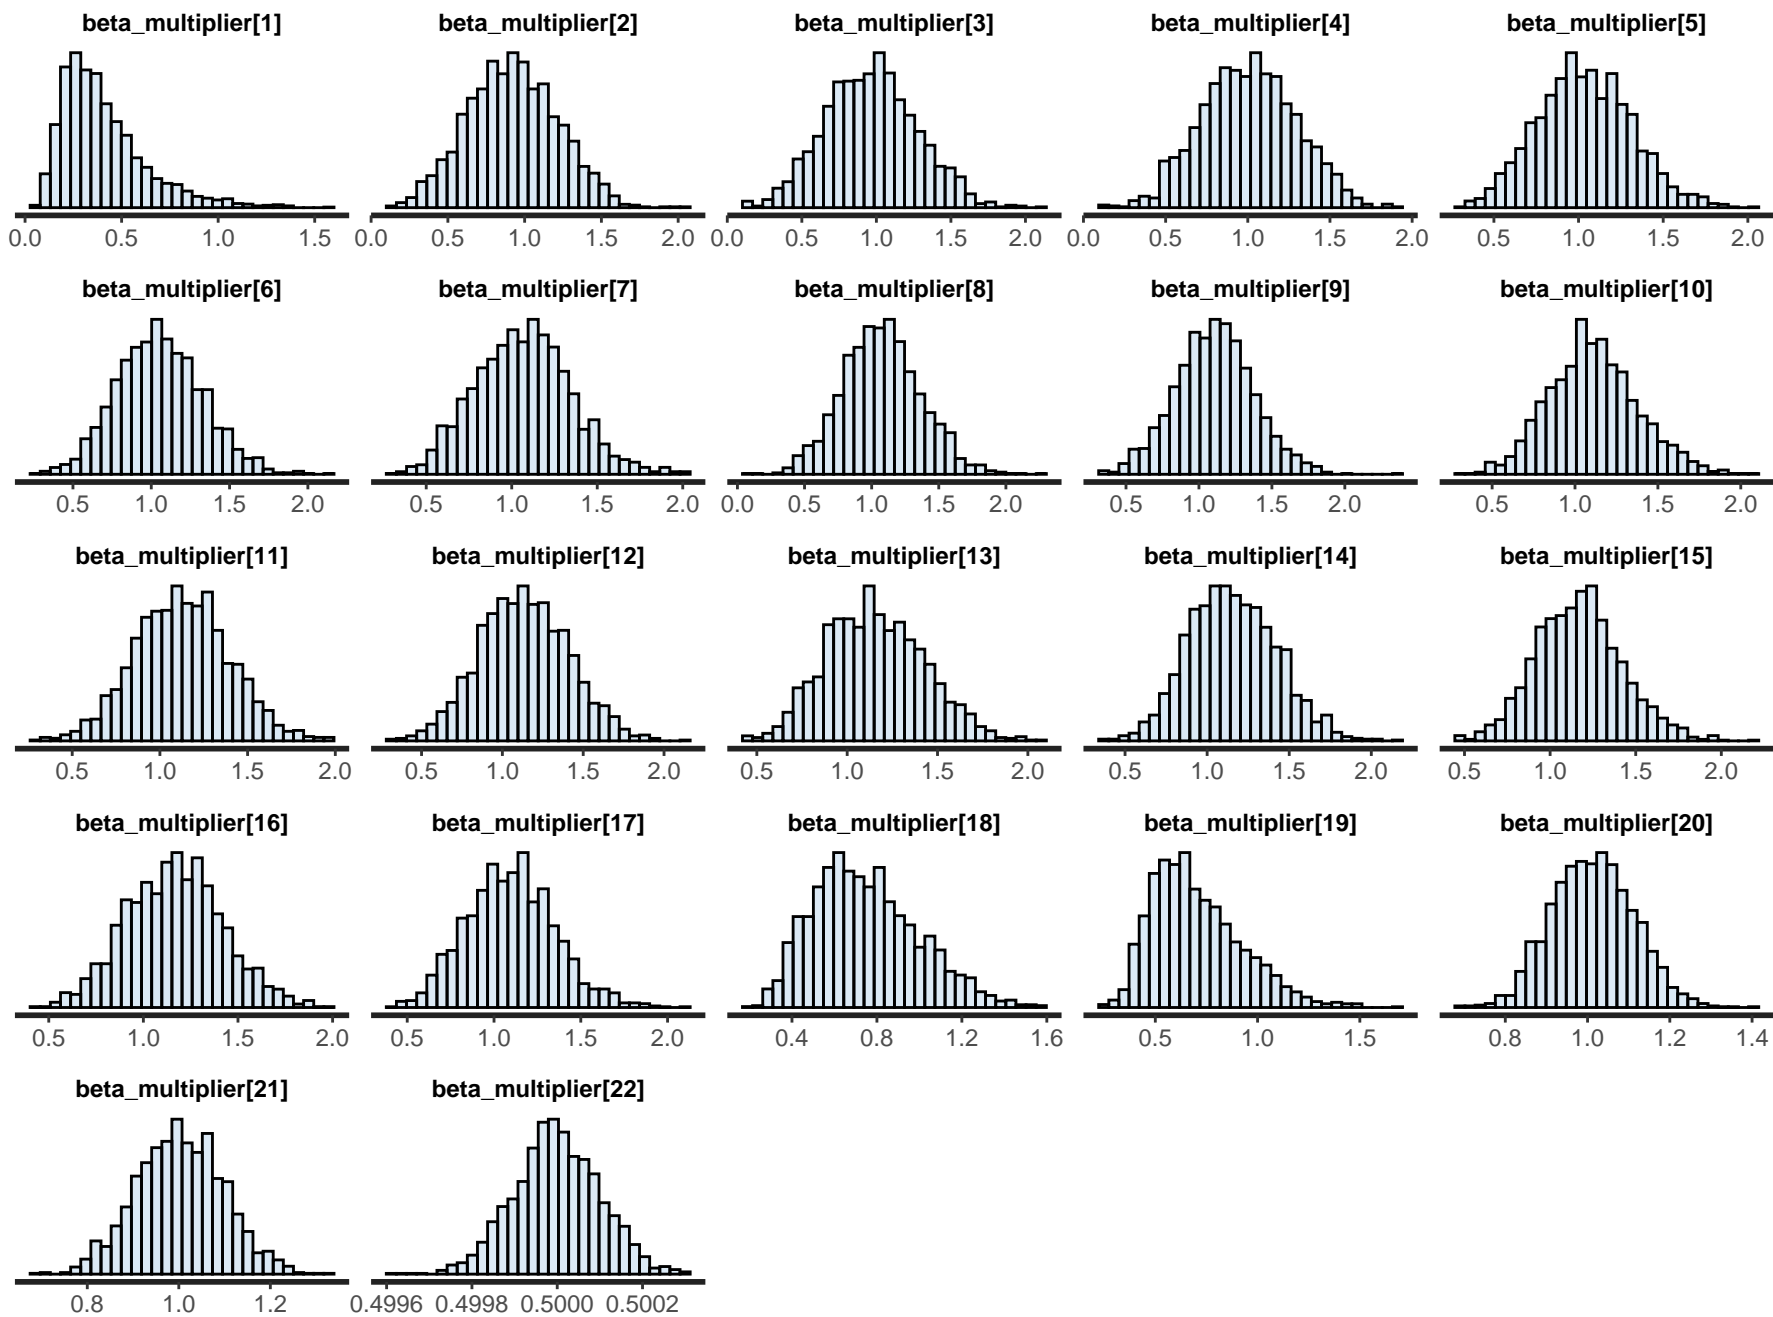 beta_multiplier[1] beta_multiplier[2] beta_multiplier[3] beta_multiplier[4] beta_multiplier[5]
0.0 0.5 1.0 1.5 0.0 0.5 1.0 1.5 2.0 0.0 0.5 1.0 1.5 2.0 0.0 0.5 1.0 1.5 2.0 0.5 1.0 1.5 2.0
beta_multiplier[6] beta_multiplier[7] beta_multiplier[8] beta_multiplier[9] beta_multiplier[10]
0.5 1.0 1.5 2.0 0.5 1.0 1.5 2.0 0.0 0.5 1.0 1.5 2.0 0.5 1.0 1.5 2.0 0.5 1.0 1.5 2.0
beta_multiplier[11] beta_multiplier[12] beta_multiplier[13] beta_multiplier[14] beta_multiplier[15]
0.5 1.0 1.5 2.0 0.5 1.0 1.5 2.0 0.5 1.0 1.5 2.0 0.5 1.0 1.5 2.0 0.5 1.0 1.5 2.0
beta_multiplier[16] beta_multiplier[17] beta_multiplier[18] beta_multiplier[19] beta_multiplier[20]
0.5 1.0 1.5 2.0 0.5 1.0 1.5 2.0 0.4 0.8 1.2 1.6 0.5 1.0 1.5 0.8 1.0 1.2 1.4
beta_multiplier[21] beta_multiplier[22]
0.8 1.0 1.2 0.4996 0.4998 0.5000 0.5002